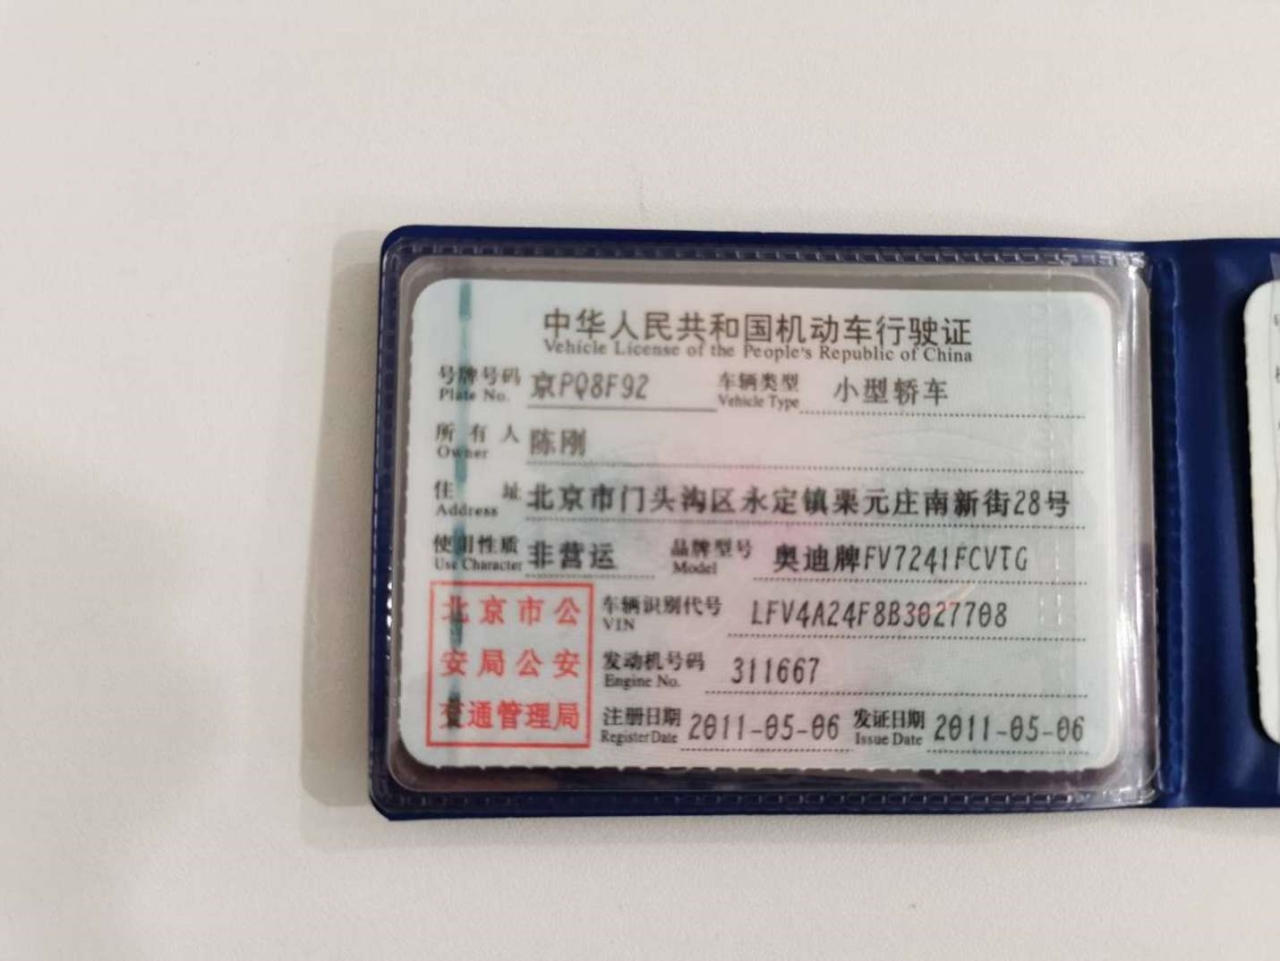 中华人民共和国机动车行驶证
Vehicle License of the People's Republic of China
号牌号码 京PQ8F92 车辆类型 小型轿车
Plate No. Vehicle Type
所有人 陈刚
Owner
住址 北京市门头沟区永定镇栗元庄南新街28号
Address
使用性质 非营运 品牌型号 奥迪牌FV7241FCVTG
Use Character Model
北京市公 车辆识别代号 LFV4A24F8B3027708
VIN
安局公安 发动机号码 311667
Engine No.
交通管理局 注册日期 2011-05-06 发证日期 2011-05-06
Register Date Issue Date